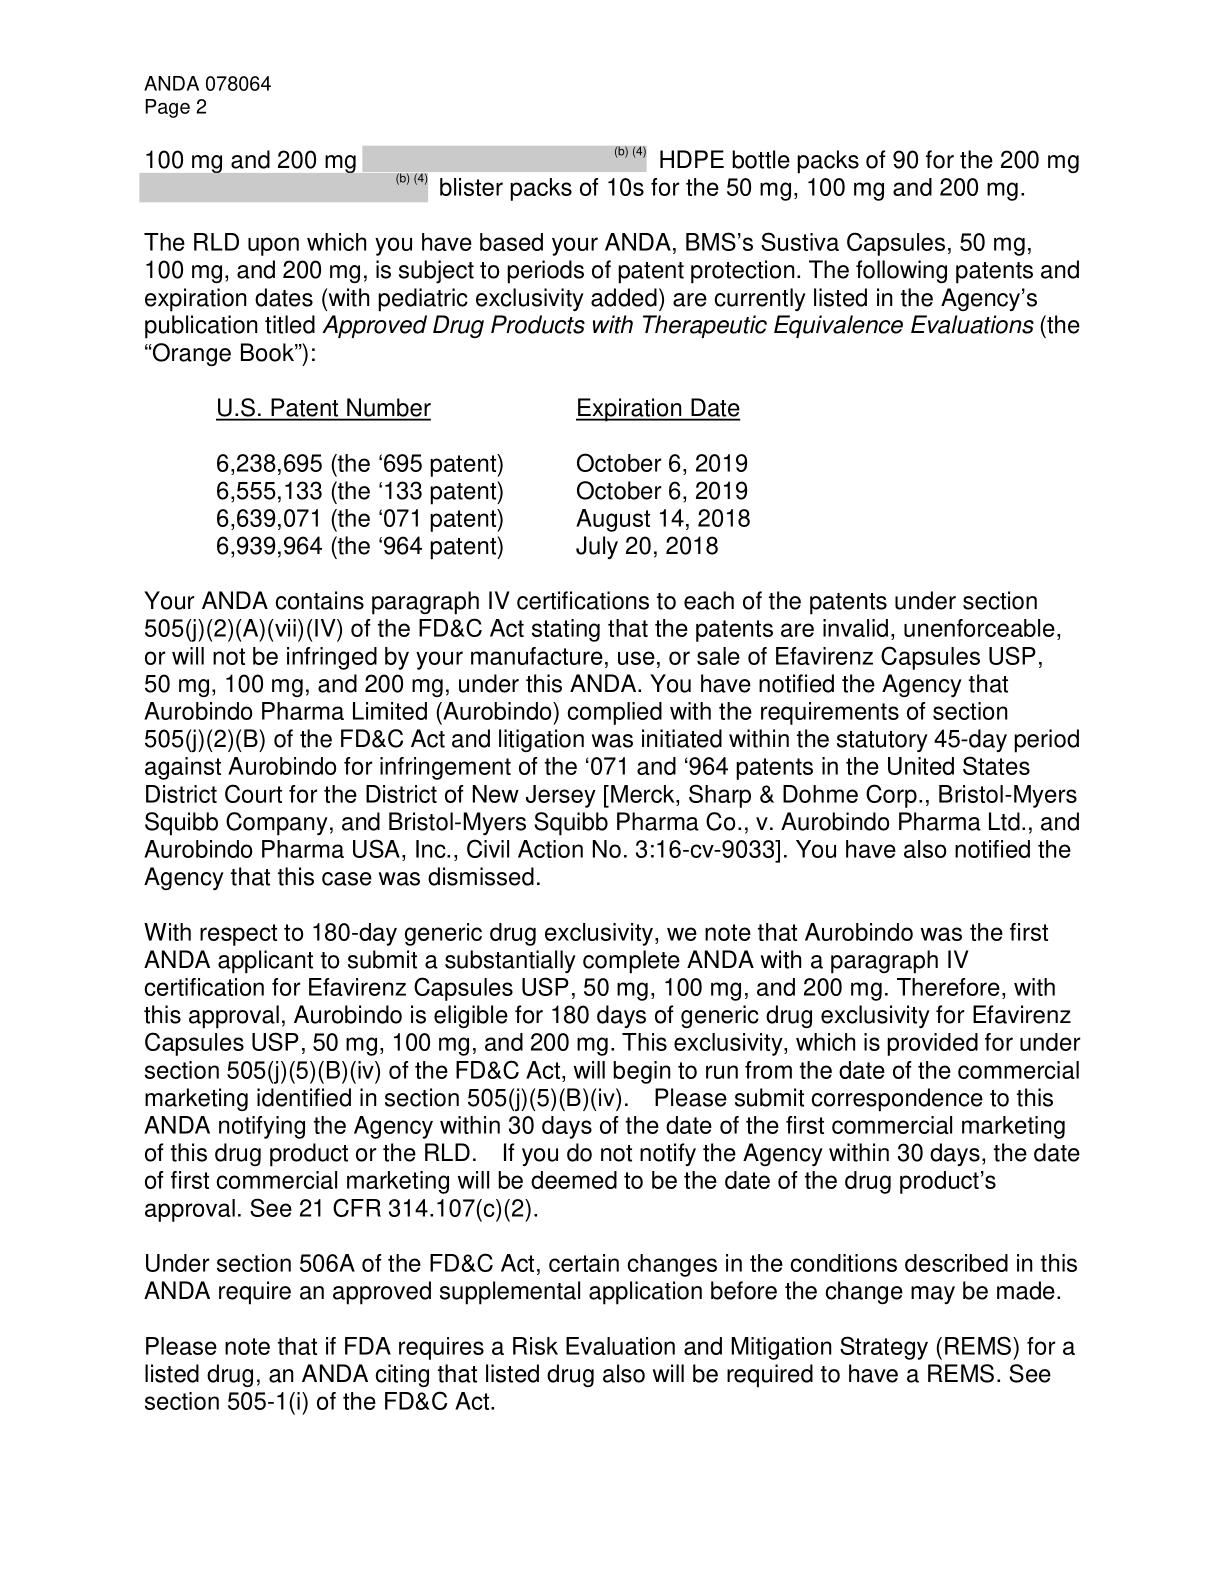 ANDA 078064
Page 2
100 mg and 200 mg (b) (4) HDPE bottle packs of 90 for the 200 mg
(b) (4) blister packs of 10s for the 50 mg, 100 mg and 200 mg.
The RLD upon which you have based your ANDA, BMS’s Sustiva Capsules, 50 mg,
100 mg, and 200 mg, is subject to periods of patent protection. The following patents and
expiration dates (with pediatric exclusivity added) are currently listed in the Agency’s
publication titled Approved Drug Products with Therapeutic Equivalence Evaluations (the
“Orange Book”):
U.S. Patent Number Expiration Date
6,238,695 (the ‘695 patent) October 6, 2019
6,555,133 (the ‘133 patent) October 6, 2019
6,639,071 (the ‘071 patent) August 14, 2018
6,939,964 (the ‘964 patent) July 20, 2018
Your ANDA contains paragraph IV certifications to each of the patents under section
505(j)(2)(A)(vii)(IV) of the FD&C Act stating that the patents are invalid, unenforceable,
or will not be infringed by your manufacture, use, or sale of Efavirenz Capsules USP,
50 mg, 100 mg, and 200 mg, under this ANDA. You have notified the Agency that
Aurobindo Pharma Limited (Aurobindo) complied with the requirements of section
505(j)(2)(B) of the FD&C Act and litigation was initiated within the statutory 45-day period
against Aurobindo for infringement of the ‘071 and ‘964 patents in the United States
District Court for the District of New Jersey [Merck, Sharp & Dohme Corp., Bristol-Myers
Squibb Company, and Bristol-Myers Squibb Pharma Co., v. Aurobindo Pharma Ltd., and
Aurobindo Pharma USA, Inc., Civil Action No. 3:16-cv-9033]. You have also notified the
Agency that this case was dismissed.
With respect to 180-day generic drug exclusivity, we note that Aurobindo was the first
ANDA applicant to submit a substantially complete ANDA with a paragraph IV
certification for Efavirenz Capsules USP, 50 mg, 100 mg, and 200 mg. Therefore, with
this approval, Aurobindo is eligible for 180 days of generic drug exclusivity for Efavirenz
Capsules USP, 50 mg, 100 mg, and 200 mg. This exclusivity, which is provided for under
section 505(j)(5)(B)(iv) of the FD&C Act, will begin to run from the date of the commercial
marketing identified in section 505(j)(5)(B)(iv). Please submit correspondence to this
ANDA notifying the Agency within 30 days of the date of the first commercial marketing
of this drug product or the RLD. If you do not notify the Agency within 30 days, the date
of first commercial marketing will be deemed to be the date of the drug product’s
approval. See 21 CFR 314.107(c)(2).
Under section 506A of the FD&C Act, certain changes in the conditions described in this
ANDA require an approved supplemental application before the change may be made.
Please note that if FDA requires a Risk Evaluation and Mitigation Strategy (REMS) for a
listed drug, an ANDA citing that listed drug also will be required to have a REMS. See
section 505-1(i) of the FD&C Act.